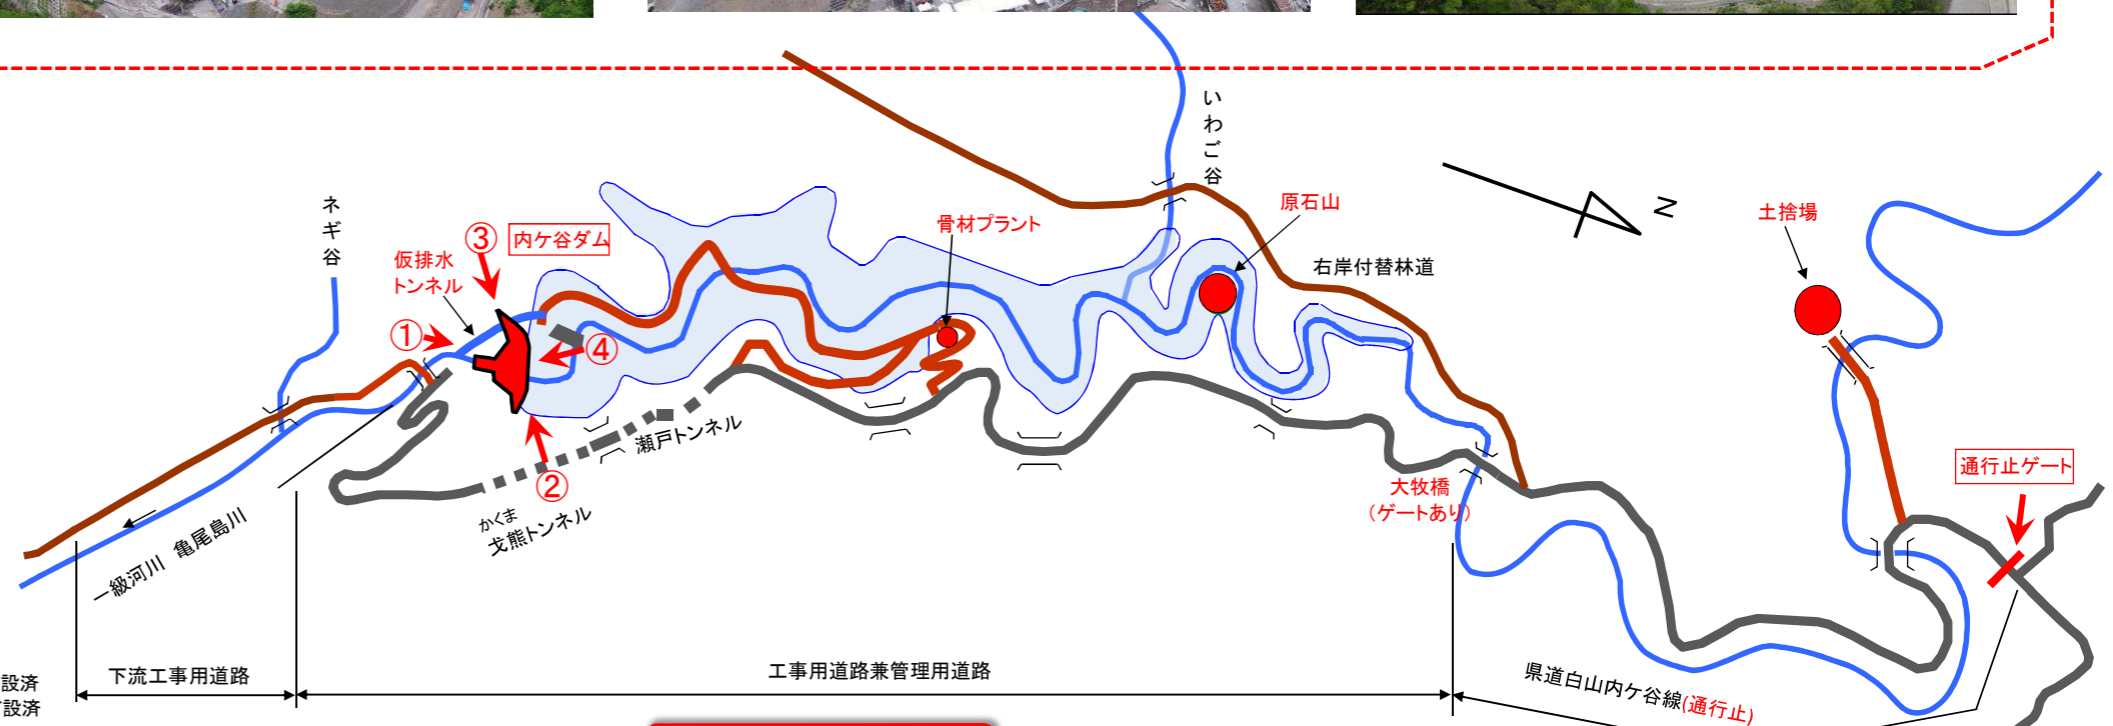 いわご谷
ネギ谷
③
内ケ谷ダム
仮排水
トンネル
①
④
②
骨材プラント
原石山
右岸付替林道
N
土捨場
通行止ゲート
瀬戸トンネル
かくま
戈熊トンネル
大牧橋
（ゲートあり）
一級河川 亀尾島川
下流工事用道路
工事用道路兼管理用道路
県道白山内ケ谷線(通行止)
設済
設済